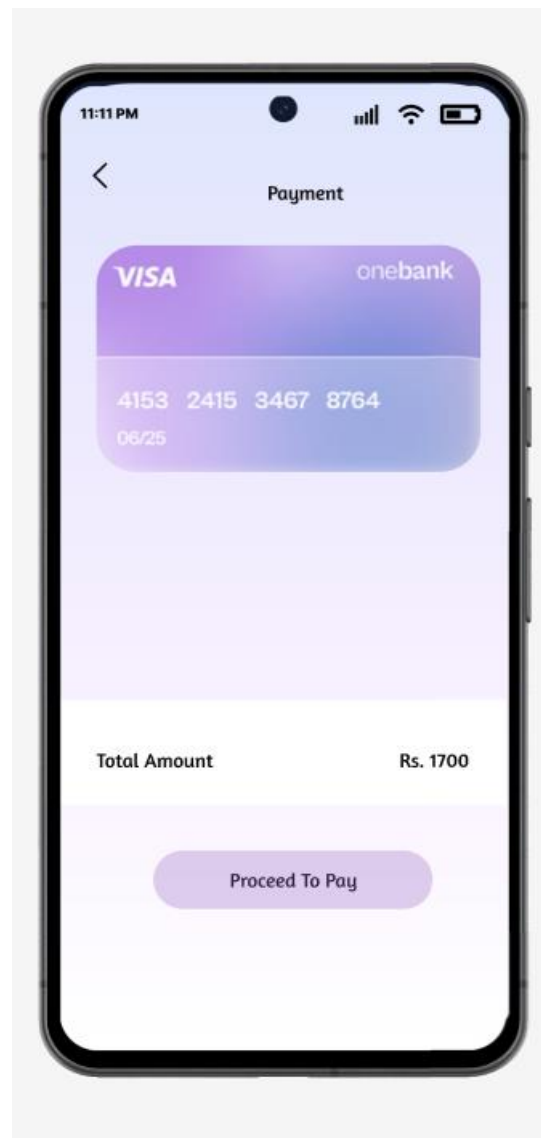 11:11 PM
Payment
VISA onebank
4153 2415 3467 8764
06/25
Total Amount Rs. 1700
Proceed To Pay